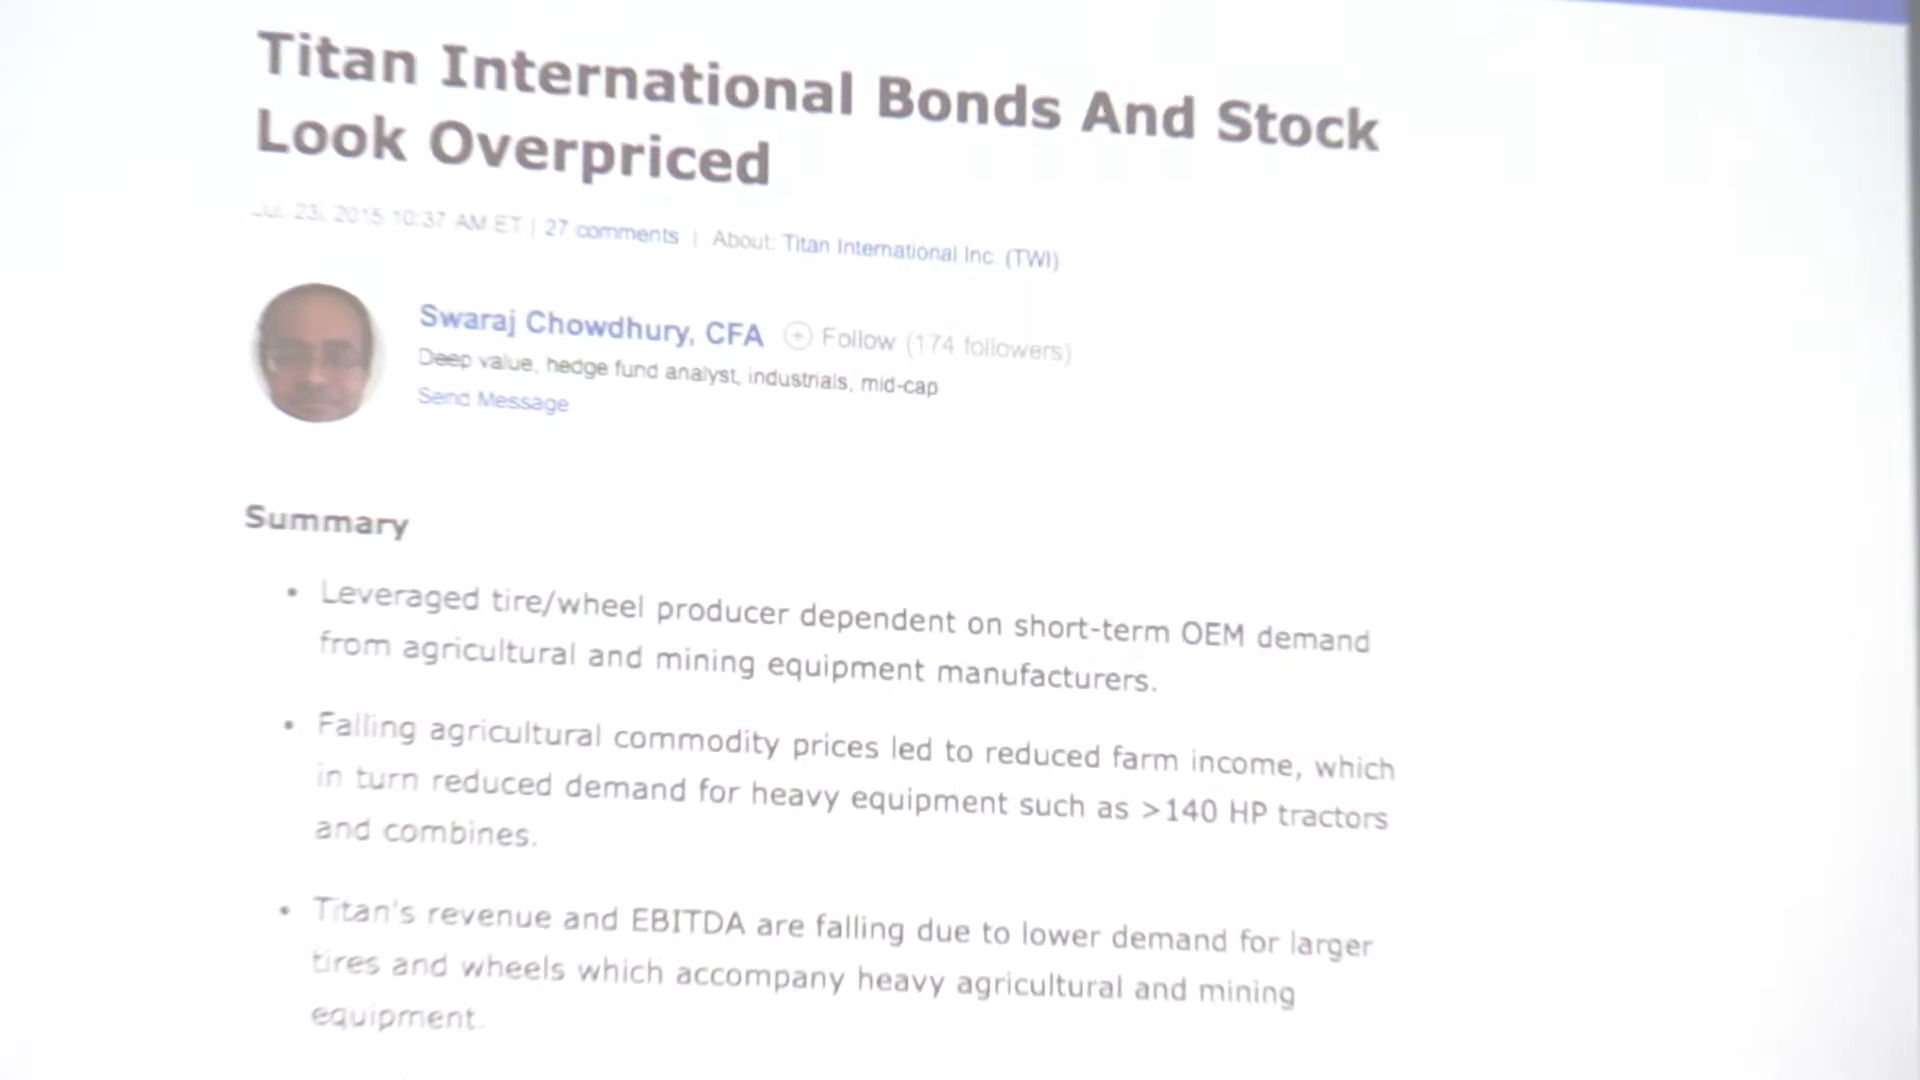 Titan International Bonds And Stock
Look Overpriced
Jul. 23, 2015 10:37 AM ET | 27 comments | About: Titan International Inc. (TWI)
Swaraj Chowdhury, CFA + Follow (174 followers)
Deep value, hedge fund analyst, industrials, mid-cap
Send Message
Summary
• Leveraged tire/wheel producer dependent on short-term OEM demand
from agricultural and mining equipment manufacturers.
• Falling agricultural commodity prices led to reduced farm income, which
in turn reduced demand for heavy equipment such as >140 HP tractors
and combines.
• Titan's revenue and EBITDA are falling due to lower demand for larger
tires and wheels which accompany heavy agricultural and mining
equipment.